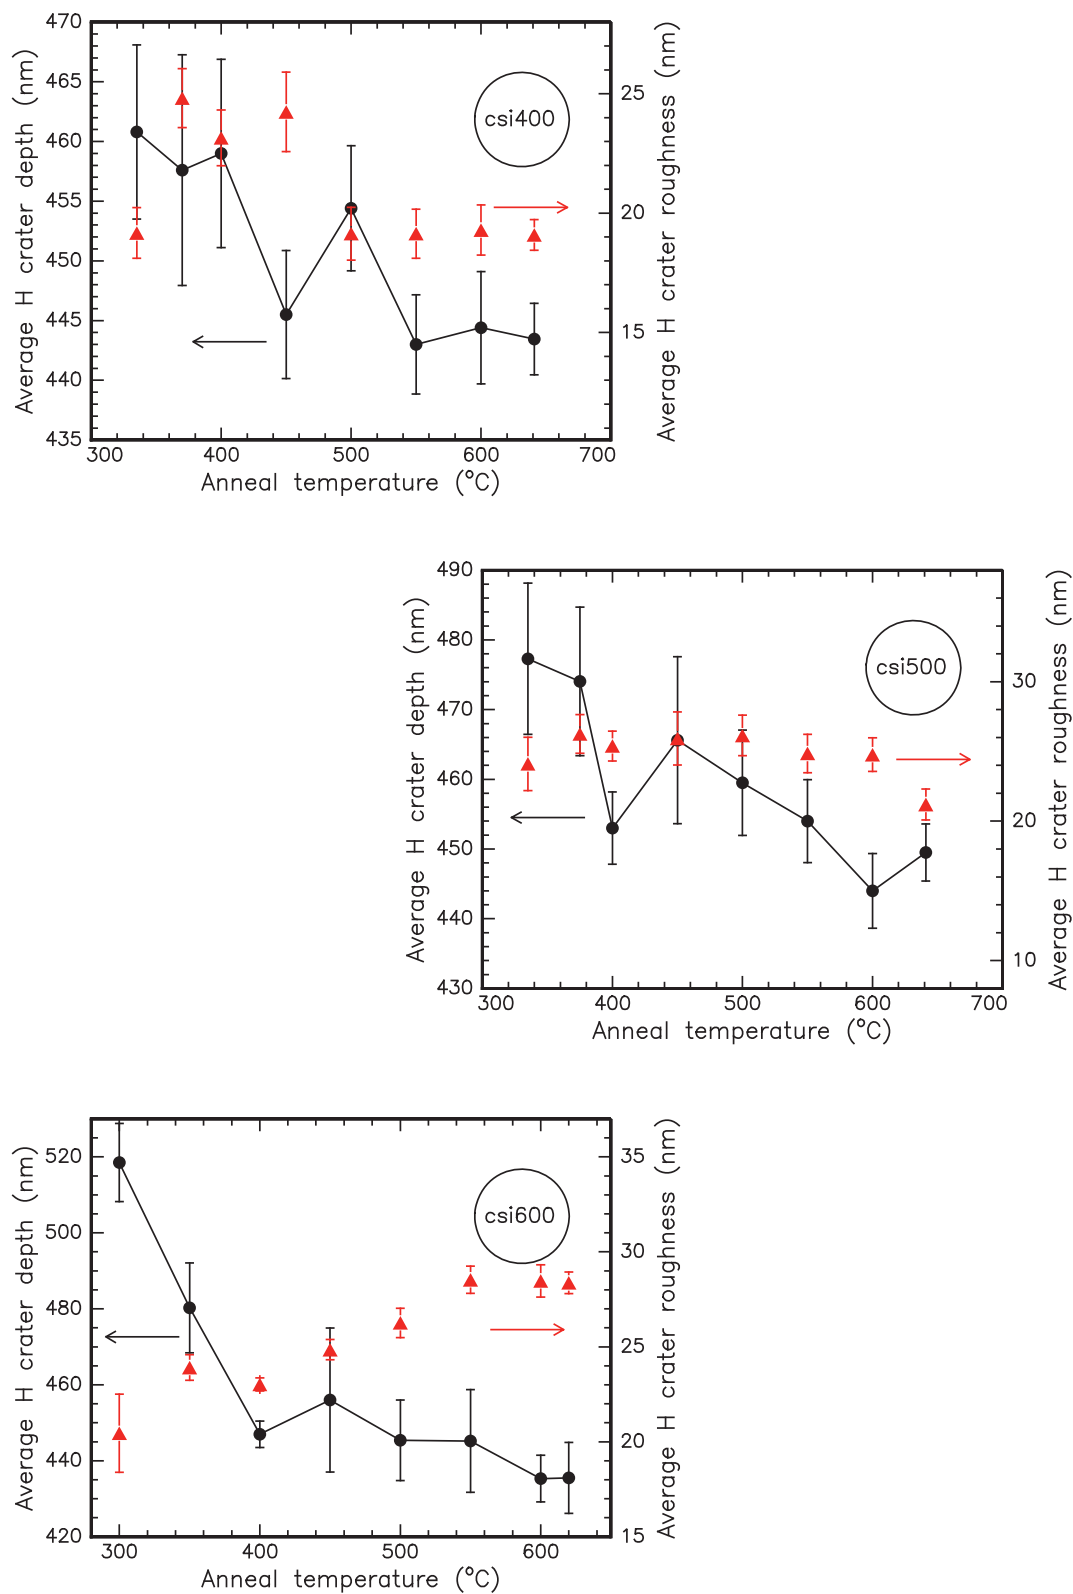 470
465
460
455
450
445
440
435
Average H crater depth (nm)
25
20
15
Average H crater roughness (nm)
csi400
300 400 500 600 700
Anneal temperature (°C)
490
480
470
460
450
440
430
Average H crater depth (nm)
30
20
10
Average H crater roughness (nm)
csi500
300 400 500 600 700
Anneal temperature (°C)
520
500
480
460
440
420
Average H crater depth (nm)
35
30
25
20
15
Average H crater roughness (nm)
csi600
300 400 500 600
Anneal temperature (°C)